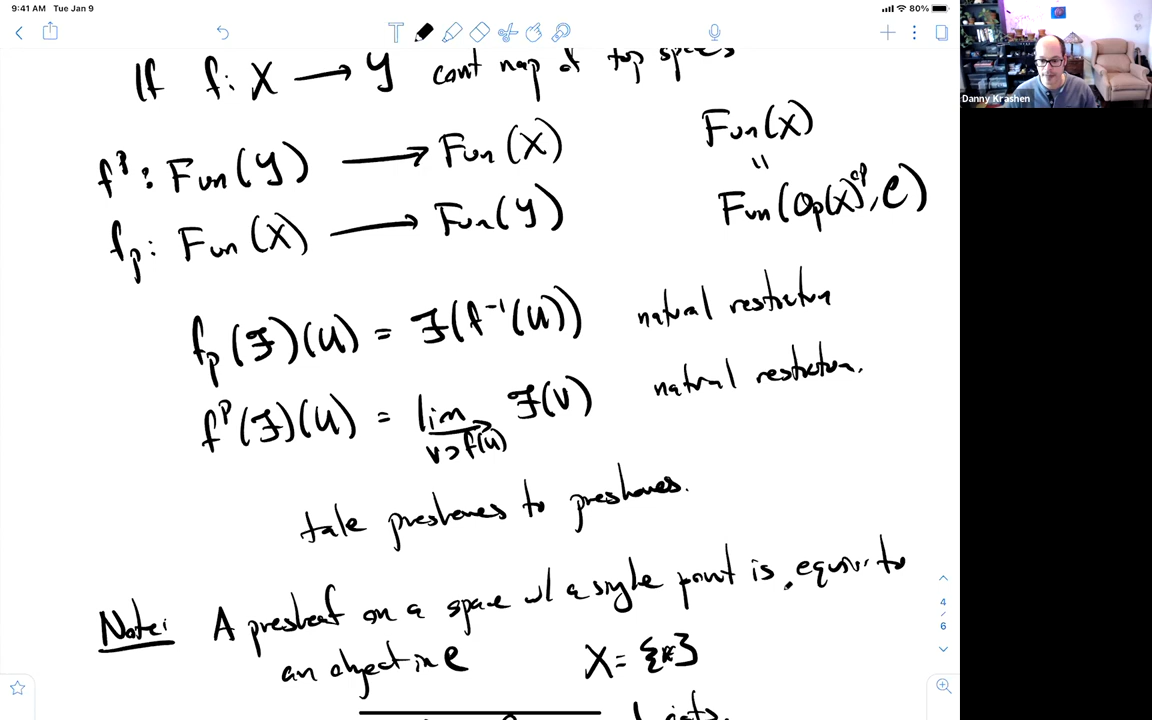 9:41 AM Tue Jan 9
80%
If f: X → Y cont map of top spaces
Danny Krashen
f^p: Fun(Y) → Fun(X)
Fun(X)
"
f_p: Fun(X) → Fun(Y)
Fun(Op(X)^op, C)
f_p(F)(U) = F(f^{-1}(U)) natural restriction
f^p(F)(U) = lim→ V⊃f(U) F(V) natural restriction.
take presheaves to presheaves.
Note: A presheaf on a space w/ a single point is equiv. to
an object in C X = {*}
4
/
6